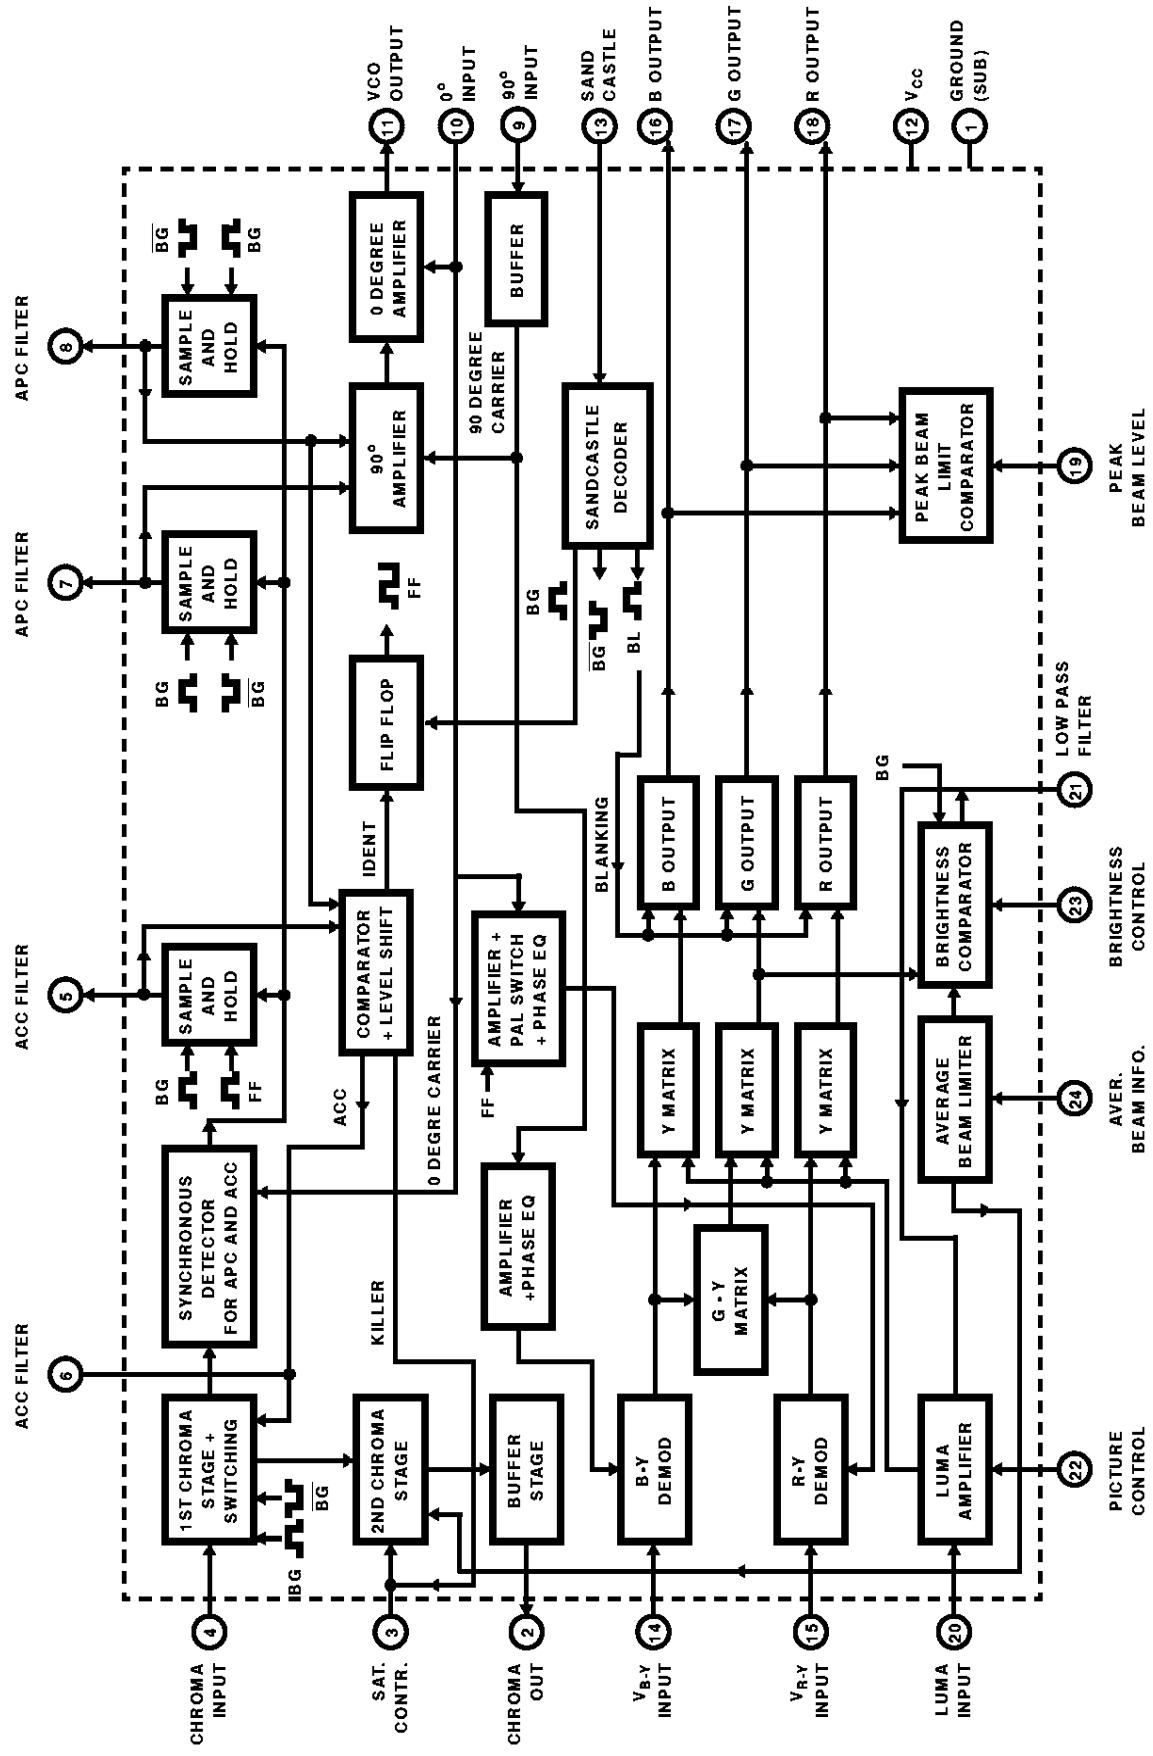 APC FILTER
8
APC FILTER
7
ACC FILTER
5
ACC FILTER
6
CHROMA
INPUT
4
1ST CHROMA
STAGE +
SWITCHING
BG
BG
SYNCHRONOUS
DETECTOR
FOR APC AND ACC
SAMPLE
AND
HOLD
BG
FF
SAMPLE
AND
HOLD
BG
BG
SAMPLE
AND
HOLD
BG
BG
SAT.
CONTR.
3
2ND CHROMA
STAGE
KILLER
ACC
COMPARATOR
+ LEVEL SHIFT
IDENT
FLIP FLOP
FF
90°
AMPLIFIER
0 DEGREE
AMPLIFIER
11
VCO
OUTPUT
0 DEGRE CARRIER
10
0°
INPUT
CHROMA
OUT
2
BUFFER
STAGE
AMPLIFIER
+PHASE EQ
FF
AMPLIFIER +
PAL SWITCH
+ PHASE EQ
90 DEGREE
CARRIER
BUFFER
9
90°
INPUT
BG
BG
BL
SANDCASTLE
DECODER
13
SAND
CASTLE
BLANKING
V B-Y
INPUT
14
B-Y
DEMOD
Y MATRIX
B OUTPUT
16
B OUTPUT
G - Y
MATRIX
Y MATRIX
G OUTPUT
17
G OUTPUT
V R-Y
INPUT
15
R-Y
DEMOD
Y MATRIX
R OUTPUT
18
R OUTPUT
LUMA
INPUT
20
LUMA
AMPLIFIER
AVERAGE
BEAM LIMITER
BRIGHTNESS
COMPARATOR
BG
PEAK BEAM
LIMIT
COMPARATOR
12
VCC
1
GROUND
(SUB)
22
PICTURE
CONTROL
24
AVER.
BEAM INFO.
23
BRIGHTNESS
CONTROL
21
LOW PASS
FILTER
19
PEAK
BEAM LEVEL